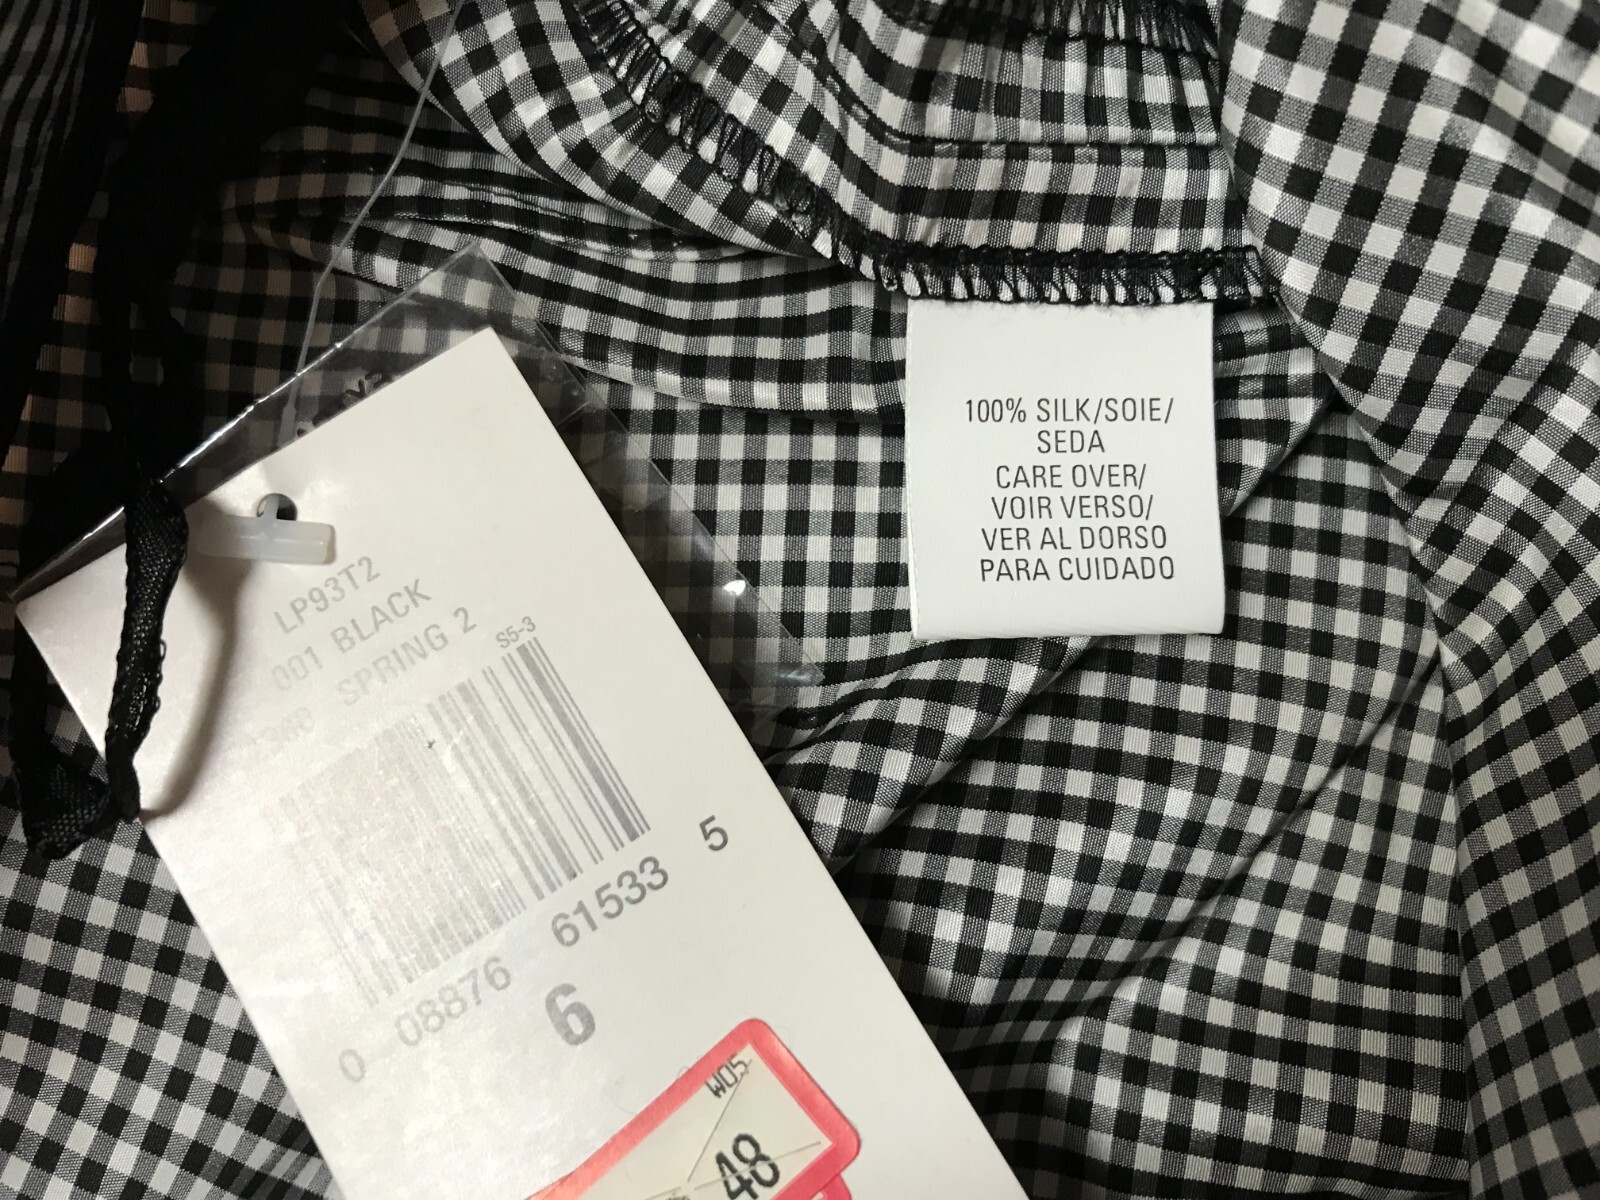 100% SILK/SOIE/
SEDA
CARE OVER/
VOIR VERSO/
VER AL DORSO
PARA CUIDADO
LP93T2
001 BLACK
SPRING 2
S5-3
0 08876 61533 5
6
W05
48